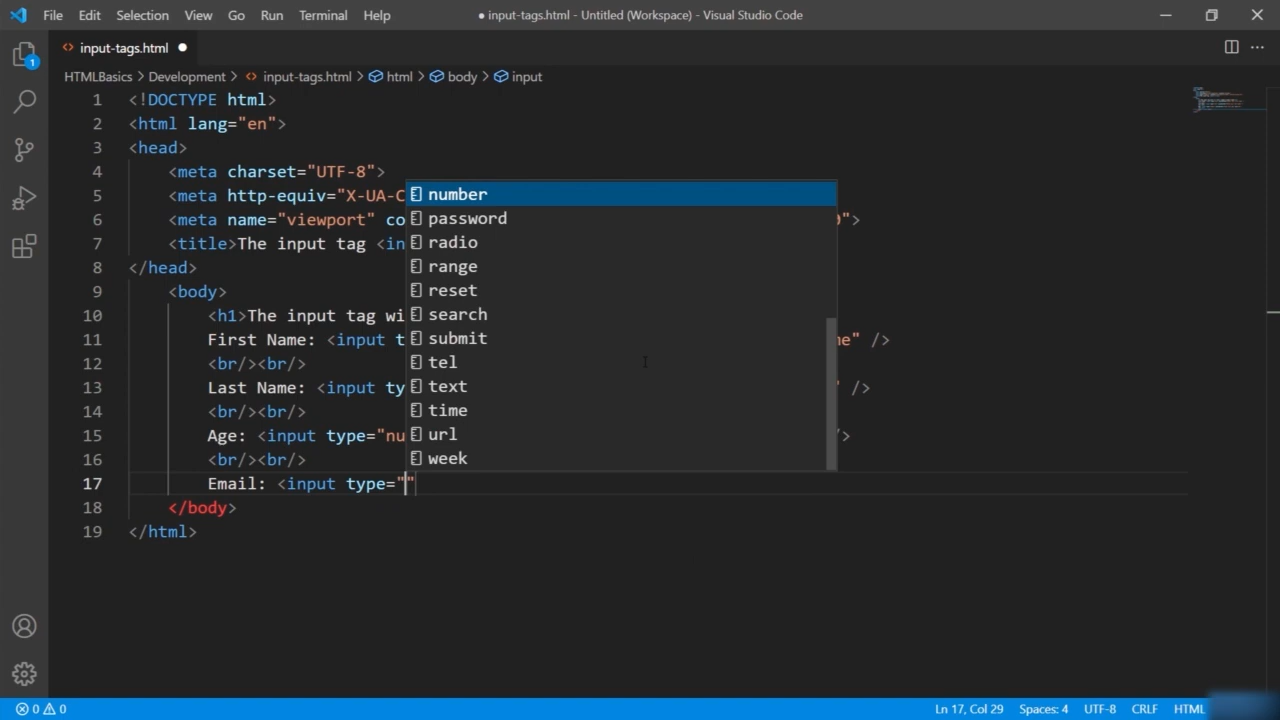 File Edit Selection View Go Run Terminal Help ● input-tags.html - Untitled (Workspace) - Visual Studio Code
<> input-tags.html ●
1
HTMLBasics > Development > <> input-tags.html > html > body > input
1 <!DOCTYPE html>
2 <html lang="en">
3 <head>
4 <meta charset="UTF-8">
5 <meta http-equiv="X-UA-C number
6 <meta name="viewport" co password 0">
7 <title>The input tag <in radio
8 </head> range
9 <body> reset
10 <h1>The input tag wi search
11 First Name: <input t submit me" />
12 <br/><br/> tel
13 Last Name: <input ty text " />
14 <br/><br/> time
15 Age: <input type="nu url />
16 <br/><br/> week
17 Email: <input type=""
18 </body>
19 </html>
0 0 Ln 17, Col 29 Spaces: 4 UTF-8 CRLF HTML